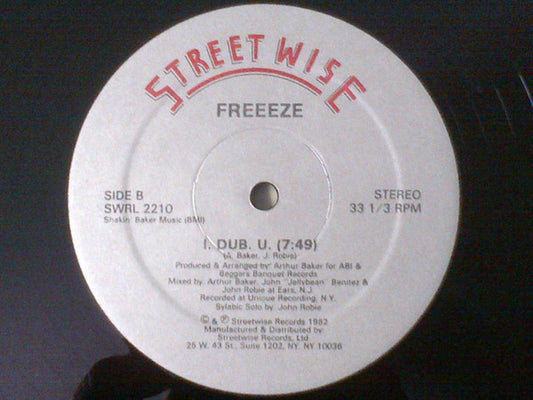 STREET WISE
FREEEZE
SIDE B
SWRL 2210
Shakin' Baker Music (BMI)
STEREO
33 1/3 RPM
I. DUB. U. (7:49)
(A. Baker, J. Robie)
Produced & Arranged by Arthur Baker for ABI &
Beggars Banquet Records
Mixed by: Arthur Baker, John "Jellybean" Benitez &
John Robie at Ears, N.J.
Recorded at Unique Recording, N.Y.
Sylabic Solo by John Robie
© & ℗ Streetwise Records 1982
Manufactured & Distributed by:
Streetwise Records, Ltd
25 W. 43 St., Suite 1202, NY, NY 10036